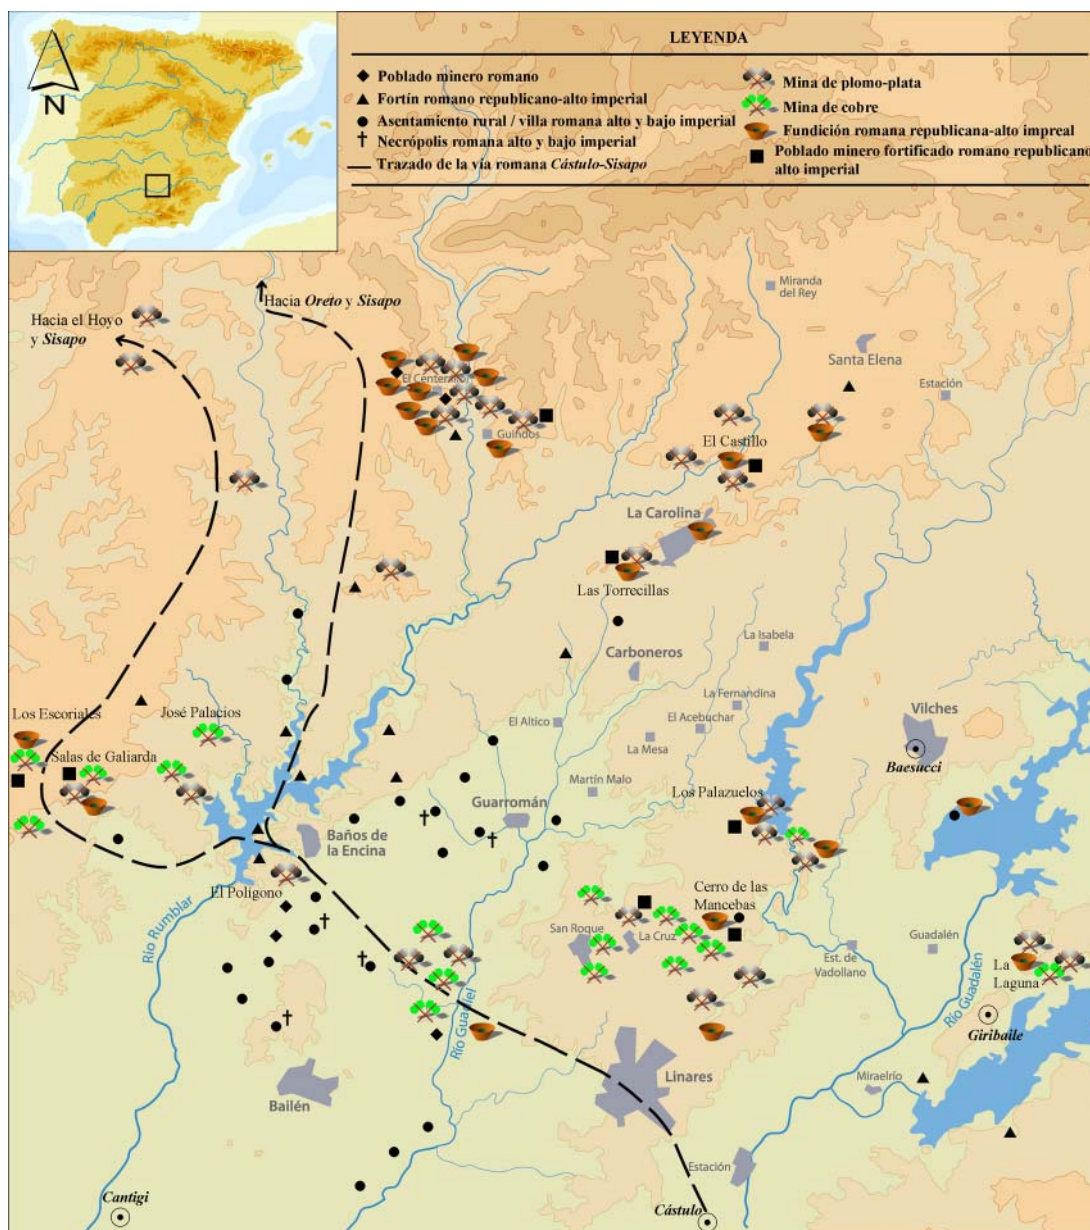 N
LEYENDA
Poblado minero romano
Fortín romano republicano-alto imperial
Asentamiento rural / villa romana alto y bajo imperial
Necrópolis romana alto y bajo imperial
Trazado de la vía romana Cástulo-Sisapo
Mina de plomo-plata
Mina de cobre
Fundición romana republicana-alto impreal
Poblado minero fortificado romano republicano
alto imperial
Hacia Oreto y Sisapo
Hacia el Hoyo
y Sisapo
Miranda
del Rey
Santa Elena
Estación
El Centenillo
Guindos
El Castillo
La Carolina
Las Torrecillas
Carboneros
La Isabela
La Fernandina
El Acebuchar
El Altico
La Mesa
Martín Malo
Los Escoriales
José Palacios
Salas de Galiarda
Vilches
Baesucci
Los Palazuelos
Guarromán
Baños de
la Encina
El Polígono
Río Rumblar
Cerro de las
Mancebas
San Roque
La Cruz
Est. de
Vadollano
Guadalén
Río Guadalén
La
Laguna
Giribaile
Río Guadiel
Linares
Miraelrío
Bailén
Estación
Cantigi
Cástulo